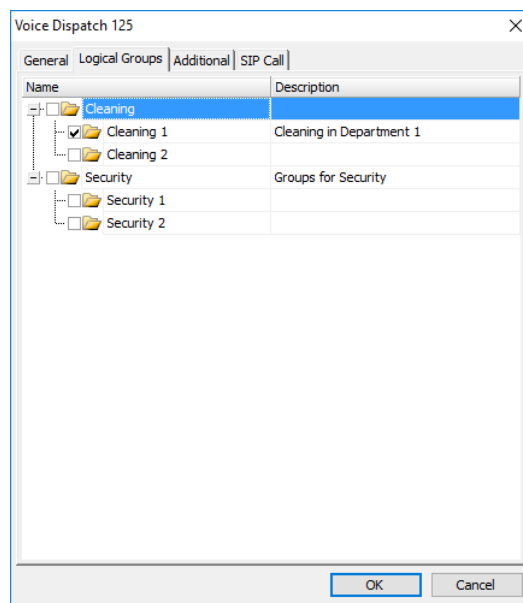 Voice Dispatch 125
General Logical Groups Additional SIP Call
Name Description
Cleaning
Cleaning 1 Cleaning in Department 1
Cleaning 2
Security Groups for Security
Security 1
Security 2
OK Cancel